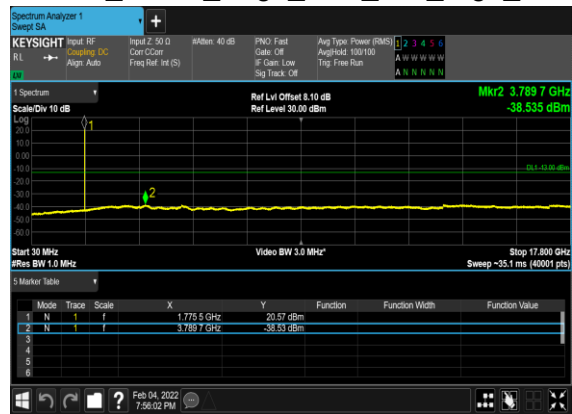 Spectrum Analyzer 1
Swept SA
+
KEYSIGHT Input: RF Input Z: 50 Ω #Atten: 40 dB PNO: Fast Avg Type: Power (RMS) 1 2 3 4 5 6
RL Coupling: DC Corr CCorr Gate: Off Avg|Hold: 100/100 A W W W W W
Align: Auto Freq Ref: Int (S) IF Gain: Low Trig: Free Run
LW Sig Track: Off A N N N N N
1 Spectrum Ref Lvl Offset 8.10 dB Mkr2 3.789 7 GHz
Scale/Div 10 dB Ref Level 30.00 dBm -38.535 dBm
Log
20.0
10.0
0.00
-10.0
-20.0
-30.0
-40.0
-50.0
-60.0
1
DL1 -13.00 dBm
2
Start 30 MHz Video BW 3.0 MHz* Stop 17.800 GHz
#Res BW 1.0 MHz Sweep ~35.1 ms (40001 pts)
5 Marker Table
Mode Trace Scale X Y Function Function Width Function Value
1 N 1 f 1.775 5 GHz 20.57 dBm
2 N 1 f 3.789 7 GHz -38.53 dBm
3
4
5
6
? Feb 04, 2022
7:56:02 PM